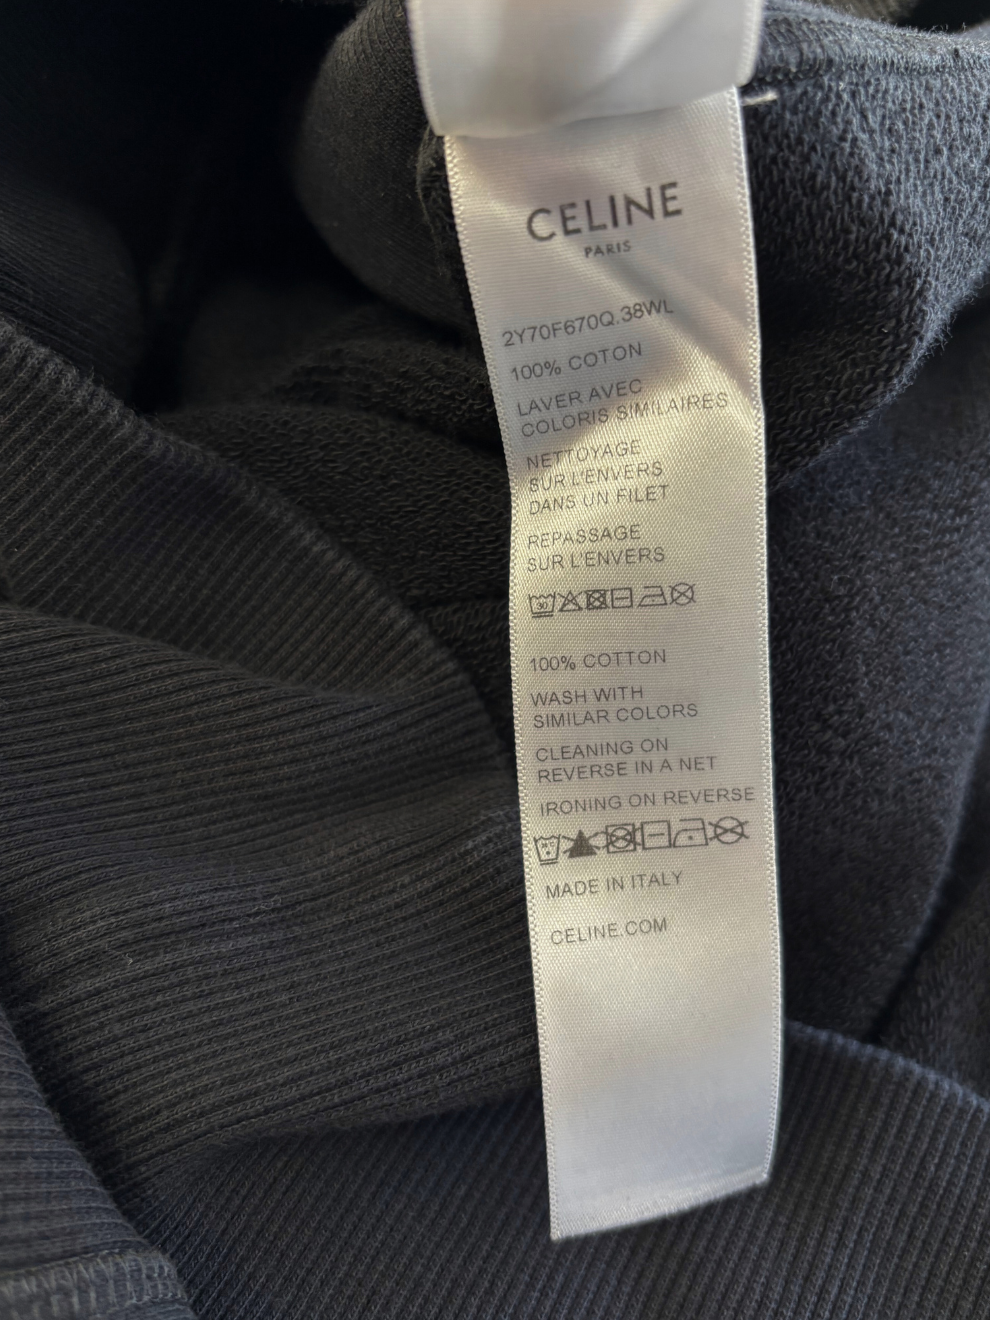 CELINE
PARIS
2Y70F670Q.38WL
100% COTON
LAVER AVEC
COLORIS SIMILAIRES
NETTOYAGE
SUR L'ENVERS
DANS UN FILET
REPASSAGE
SUR L'ENVERS
30
100% COTTON
WASH WITH
SIMILAR COLORS
CLEANING ON
REVERSE IN A NET
IRONING ON REVERSE
MADE IN ITALY
CELINE.COM